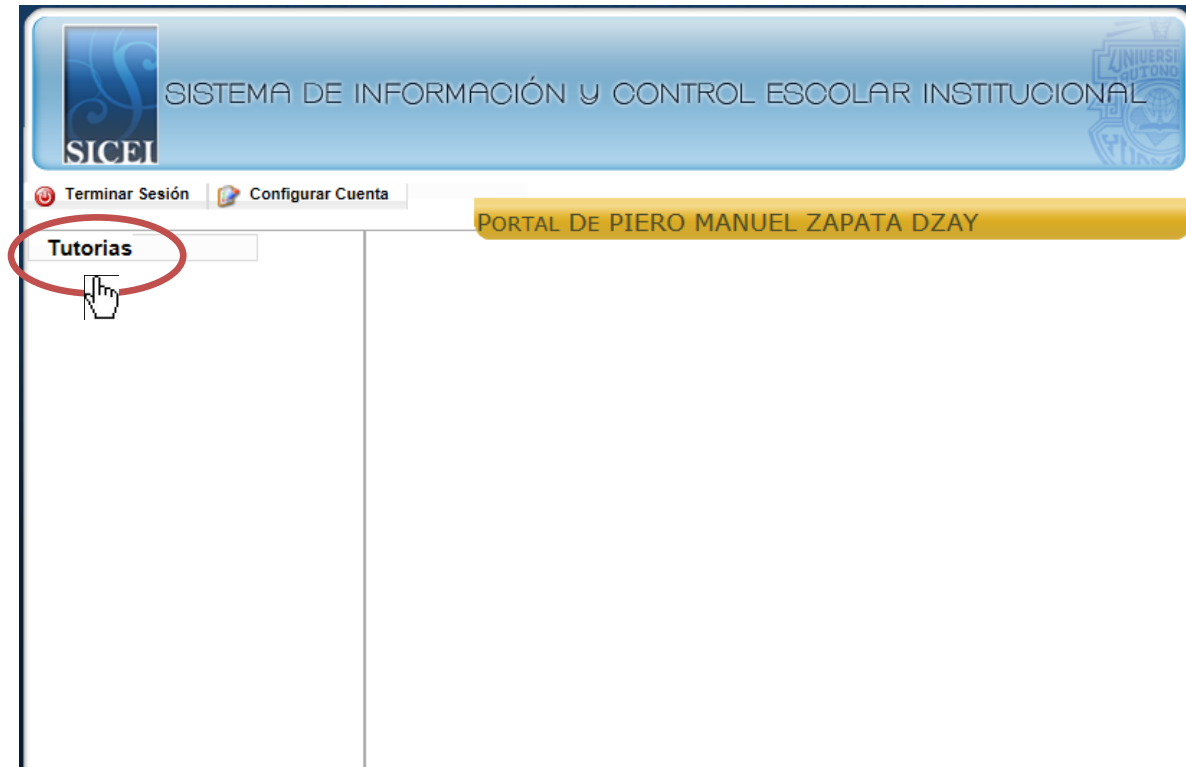 SISTEMA DE INFORMACIÓN Y CONTROL ESCOLAR INSTITUCIONAL
SICEI
Terminar Sesión
Configurar Cuenta
PORTAL DE PIERO MANUEL ZAPATA DZAY
Tutorias